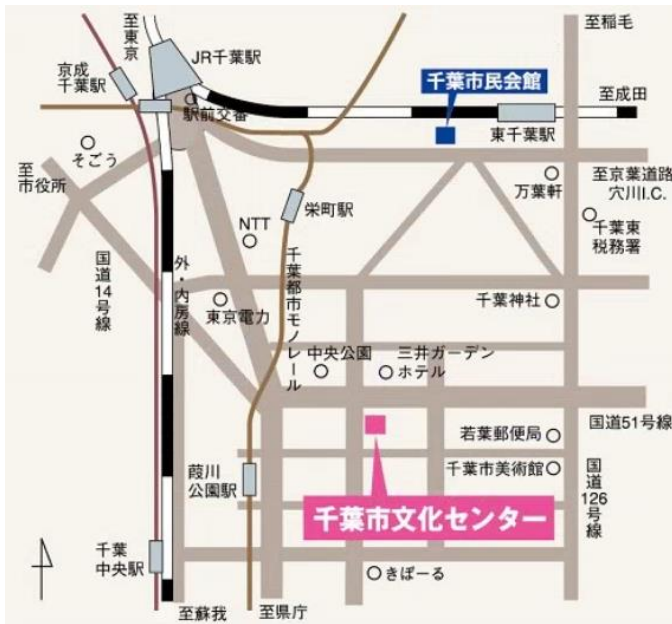 至東京
JR千葉駅
京成
千葉駅
駅前交番
千葉市民会館
至稲毛
至成田
東千葉駅
そごう
至
市役所
万葉軒
至京葉道路
穴川I.C.
千葉東
税務署
栄町駅
NTT
国道14号線
外・内房線
千葉都市モノレール
東京電力
千葉神社
中央公園
三井ガーデン
ホテル
国道51号線
若葉郵便局
千葉市美術館
国道126号線
葭川
公園駅
千葉市文化センター
千葉
中央駅
きぼーる
至蘇我
至県庁